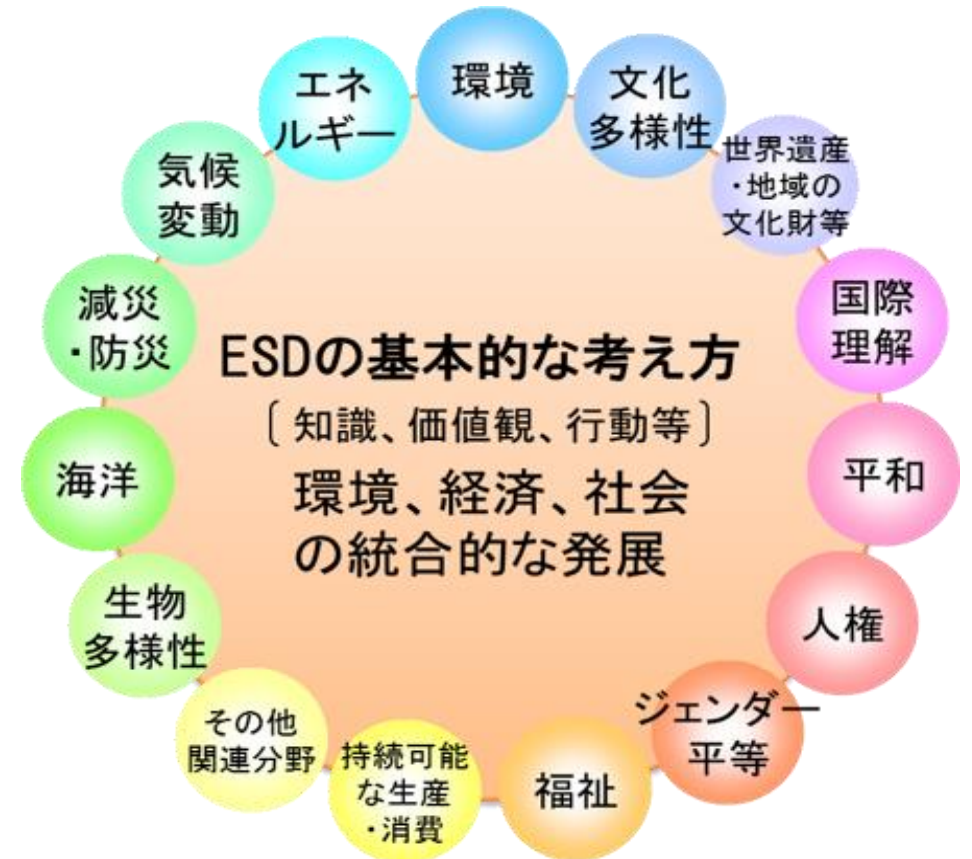 環境
文化
多様性
世界遺産
・地域の
文化財等
国際
理解
平和
人権
ジェンダー
平等
福祉
持続可能
な生産
・消費
その他
関連分野
生物
多様性
海洋
減災
・防災
気候
変動
エネ
ルギー
ESDの基本的な考え方
〔知識、価値観、行動等〕
環境、経済、社会
の統合的な発展